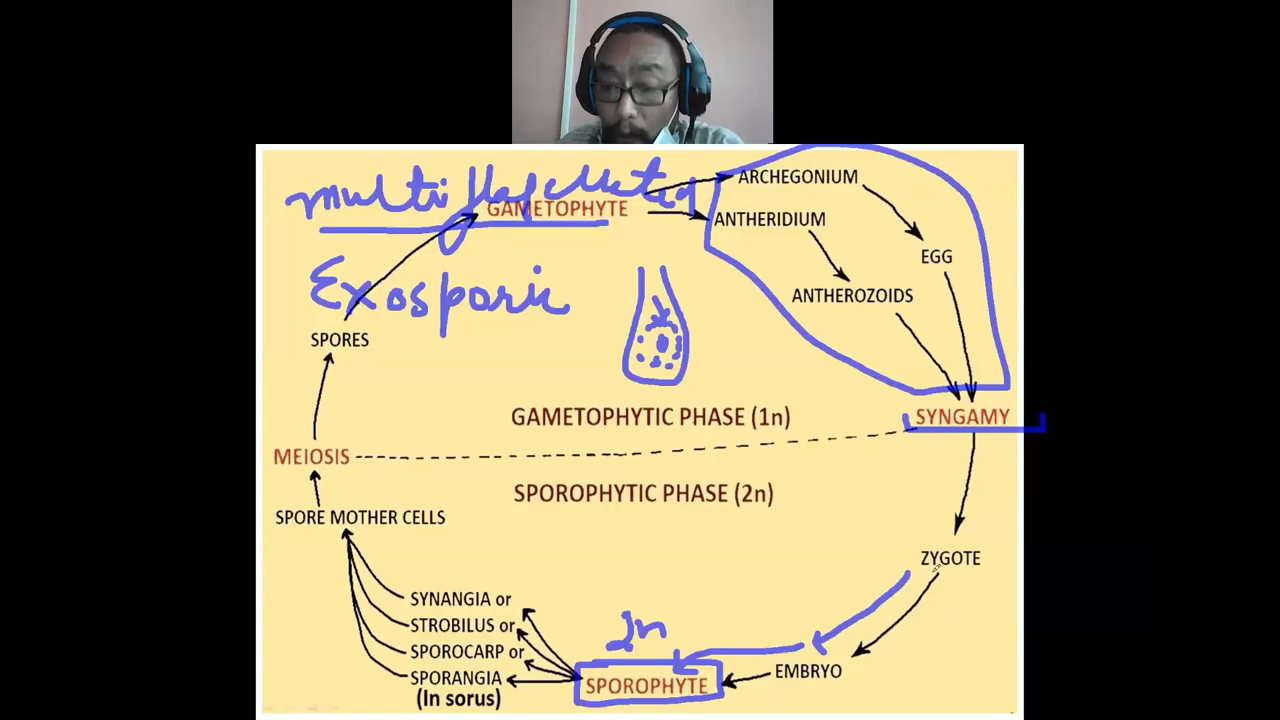 multiflagellated
ARCHEGONIUM
GAMETOPHYTE
ANTHERIDIUM
EGG
Exosporic
ANTHEROZOIDS
SPORES
GAMETOPHYTIC PHASE (1n)
SYNGAMY
MEIOSIS
SPOROPHYTIC PHASE (2n)
SPORE MOTHER CELLS
ZYGOTE
SYNANGIA or
STROBILUS or
2n
SPOROCARP or
EMBRYO
SPORANGIA
SPOROPHYTE
(In sorus)